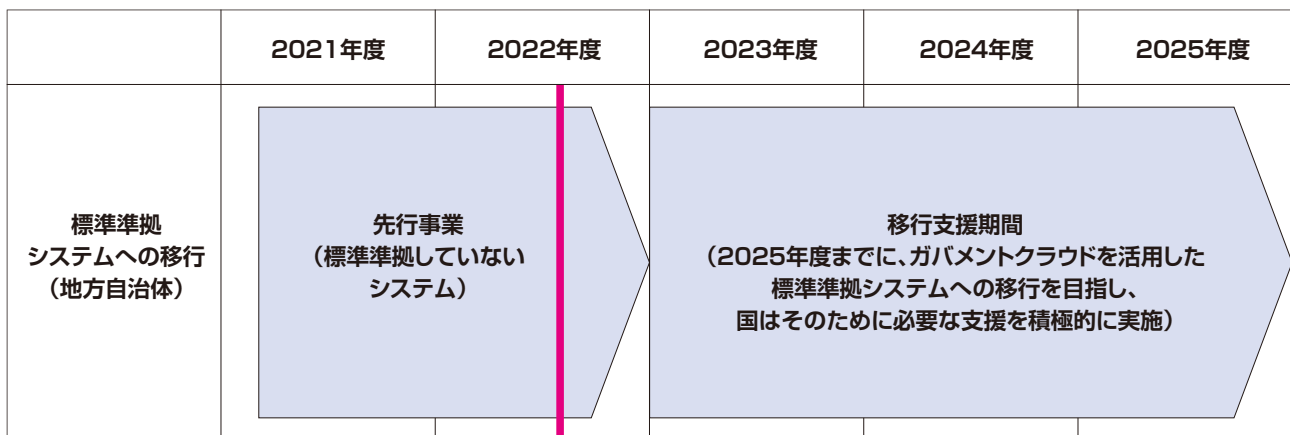 2021年度
2022年度
2023年度
2024年度
2025年度
標準準拠
システムへの移行
（地方自治体）
先行事業
（標準準拠していない
システム）
移行支援期間
（2025年度までに、ガバメントクラウドを活用した
標準準拠システムへの移行を目指し、
国はそのために必要な支援を積極的に実施）